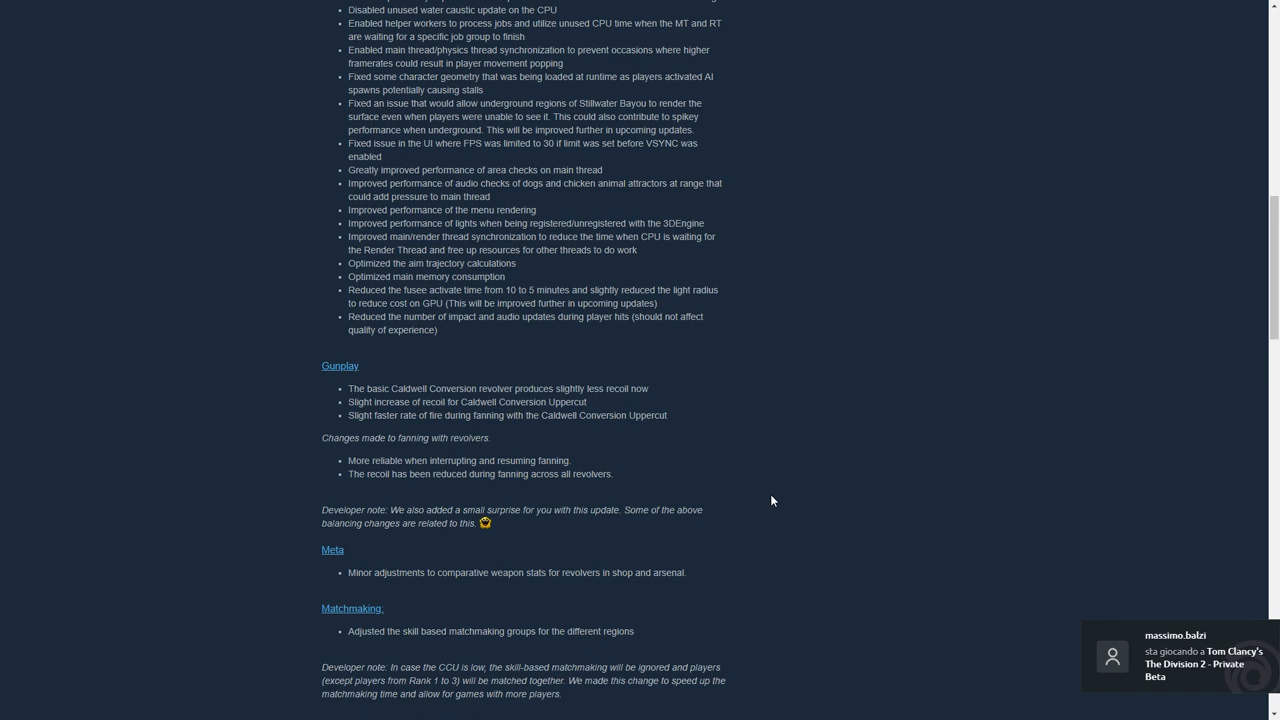 Disabled unused water caustic update on the CPU
Enabled helper workers to process jobs and utilize unused CPU time when the MT and RT
are waiting for a specific job group to finish
Enabled main thread/physics thread synchronization to prevent occasions where higher
framerates could result in player movement popping
Fixed some character geometry that was being loaded at runtime as players activated AI
spawns potentially causing stalls
Fixed an issue that would allow underground regions of Stillwater Bayou to render the
surface even when players were unable to see it. This could also contribute to spikey
performance when underground. This will be improved further in upcoming updates.
Fixed issue in the UI where FPS was limited to 30 if limit was set before VSYNC was
enabled
Greatly improved performance of area checks on main thread
Improved performance of audio checks of dogs and chicken animal attractors at range that
could add pressure to main thread
Improved performance of the menu rendering
Improved performance of lights when being registered/unregistered with the 3DEngine
Improved main/render thread synchronization to reduce the time when CPU is waiting for
the Render Thread and free up resources for other threads to do work
Optimized the aim trajectory calculations
Optimized main memory consumption
Reduced the fusee activate time from 10 to 5 minutes and slightly reduced the light radius
to reduce cost on GPU (This will be improved further in upcoming updates)
Reduced the number of impact and audio updates during player hits (should not affect
quality of experience)
Gunplay
The basic Caldwell Conversion revolver produces slightly less recoil now
Slight increase of recoil for Caldwell Conversion Uppercut
Slight faster rate of fire during fanning with the Caldwell Conversion Uppercut
Changes made to fanning with revolvers.
More reliable when interrupting and resuming fanning.
The recoil has been reduced during fanning across all revolvers.
Developer note: We also added a small surprise for you with this update. Some of the above
balancing changes are related to this.
Meta
Minor adjustments to comparative weapon stats for revolvers in shop and arsenal.
Matchmaking:
Adjusted the skill based matchmaking groups for the different regions
Developer note: In case the CCU is low, the skill-based matchmaking will be ignored and players
(except players from Rank 1 to 3) will be matched together. We made this change to speed up the
matchmaking time and allow for games with more players.
massimo.balzi
sta giocando a Tom Clancy's
The Division 2 - Private
Beta